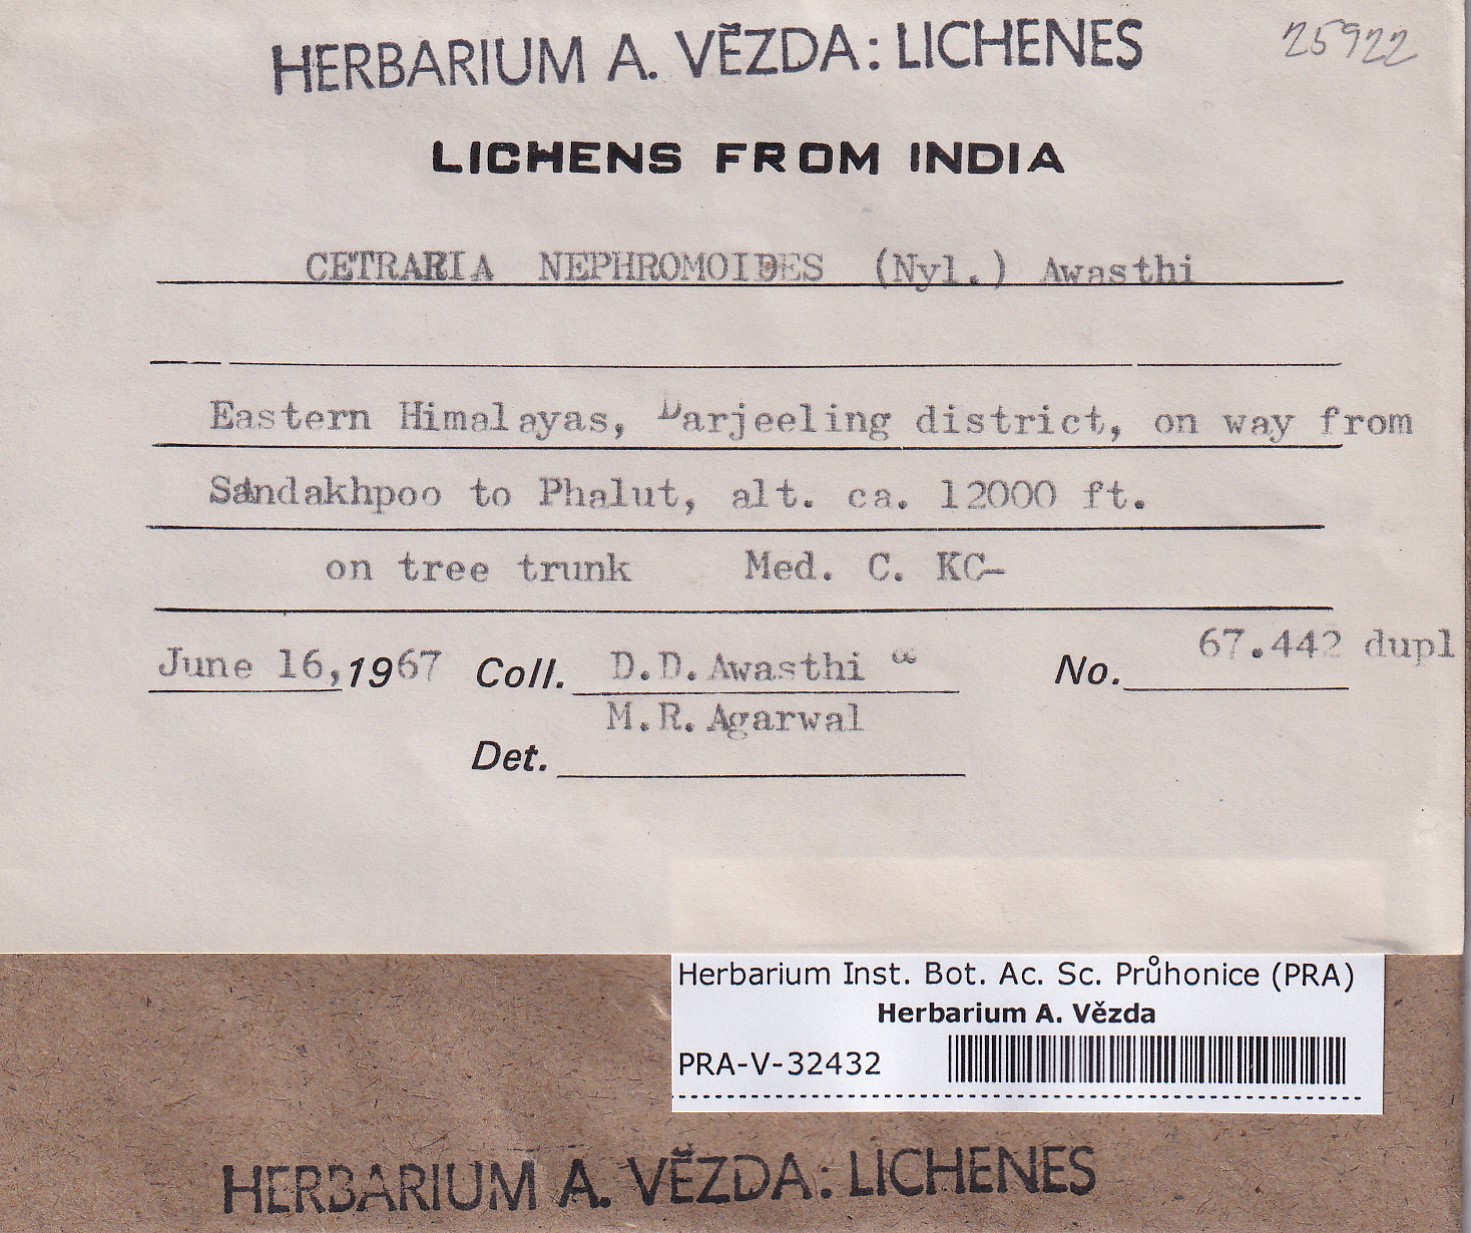 HERBARIUM A. VĚZDA: LICHENES 25922
LICHENS FROM INDIA
CETRARIA NEPHROMOIDES (Nyl.) Awasthi
Eastern Himalayas, Darjeeling district, on way from
Sandakhpoo to Phalut, alt. ca. 12000 ft.
on tree trunk Med. C. KC-
June 16, 1967 Coll. D.D. Awasthi & No. 67.442 dupl
M.R. Agarwal
Det.
Herbarium Inst. Bot. Ac. Sc. Průhonice (PRA)
Herbarium A. Vězda
PRA-V-32432
HERBARIUM A. VĚZDA: LICHENES